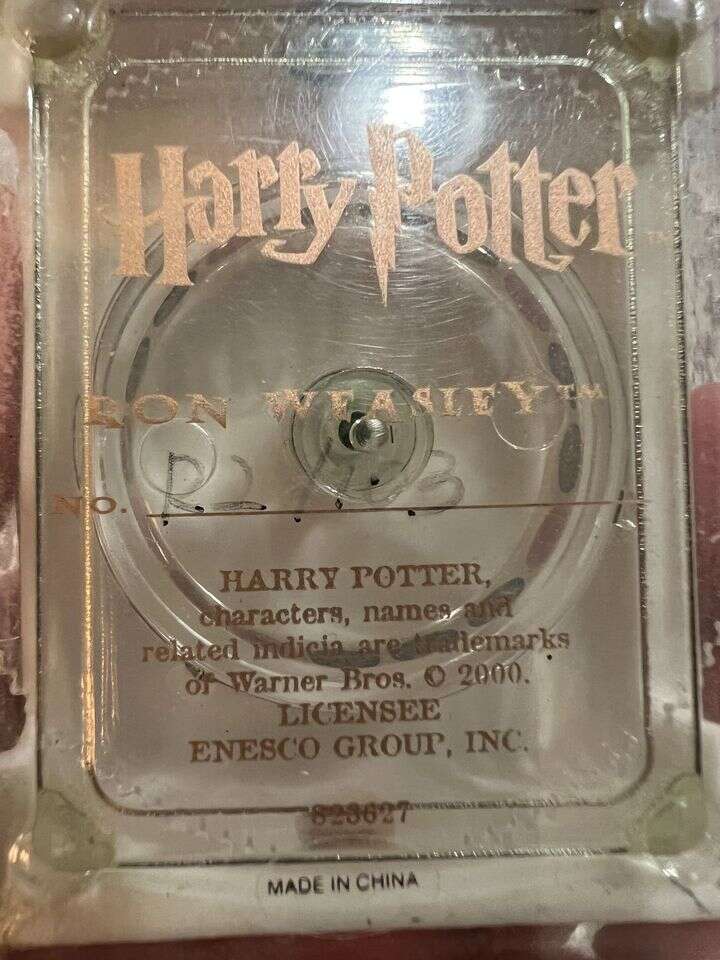 Harry Potter
RON WEASLEY™
No.
HARRY POTTER,
characters, names and
related indicia are trademarks
of Warner Bros. © 2000.
LICENSEE
ENESCO GROUP, INC.
823627
MADE IN CHINA